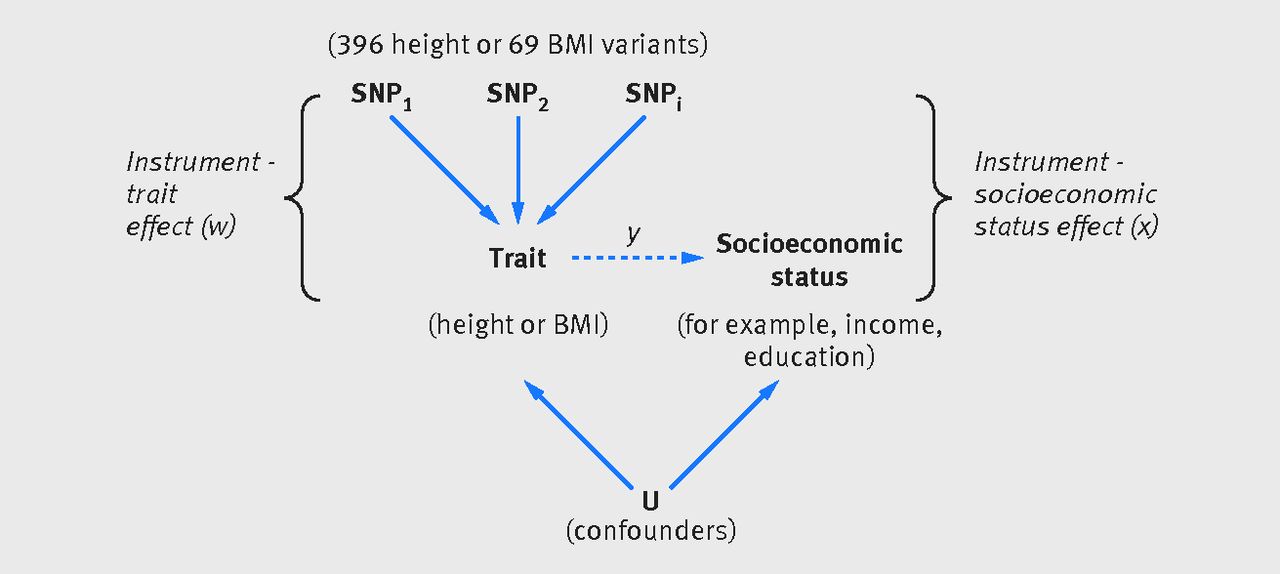 (396 height or 69 BMI variants)
SNP1 SNP2 SNPi
Instrument -
trait
effect (w)
Instrument -
socioeconomic
status effect (x)
y
Trait
Socioeconomic
status
(height or BMI)
(for example, income,
education)
U
(confounders)